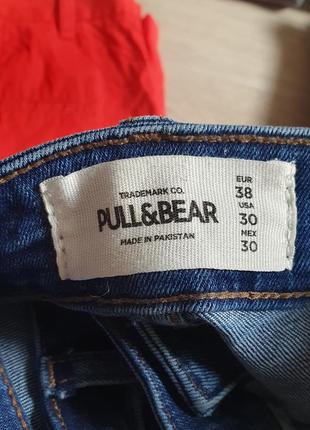 TRADEMARK CO.
PULL&BEAR
MADE IN PAKISTAN
EUR
38
USA
30
MEX
30